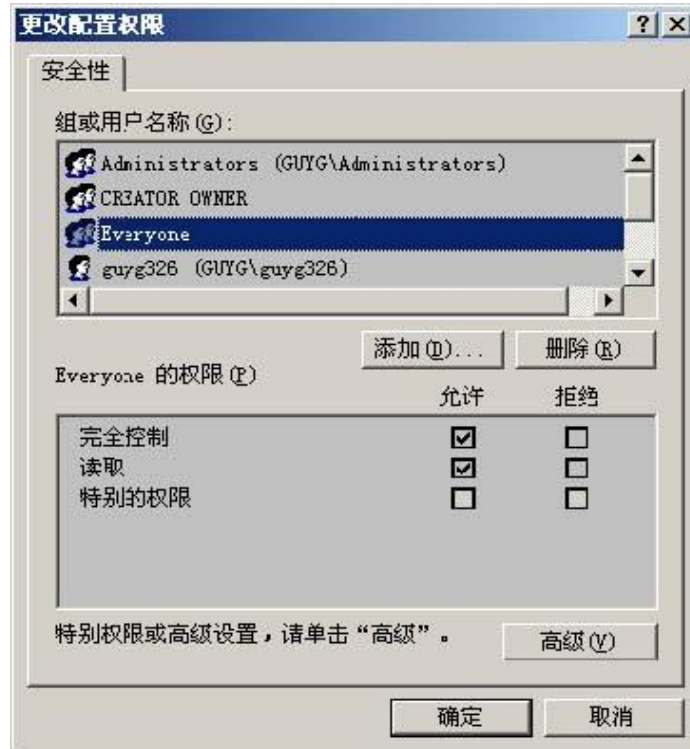 更改配置权限
安全性
组或用户名称(G):
Administrators (GUYG\Administrators)
CREATOR OWNER
Everyone
guyg326 (GUYG\guyg326)
添加(D)... 删除(R)
Everyone 的权限(P)
允许 拒绝
完全控制
读取
特别的权限
特别权限或高级设置，请单击“高级”。 高级(V)
确定 取消